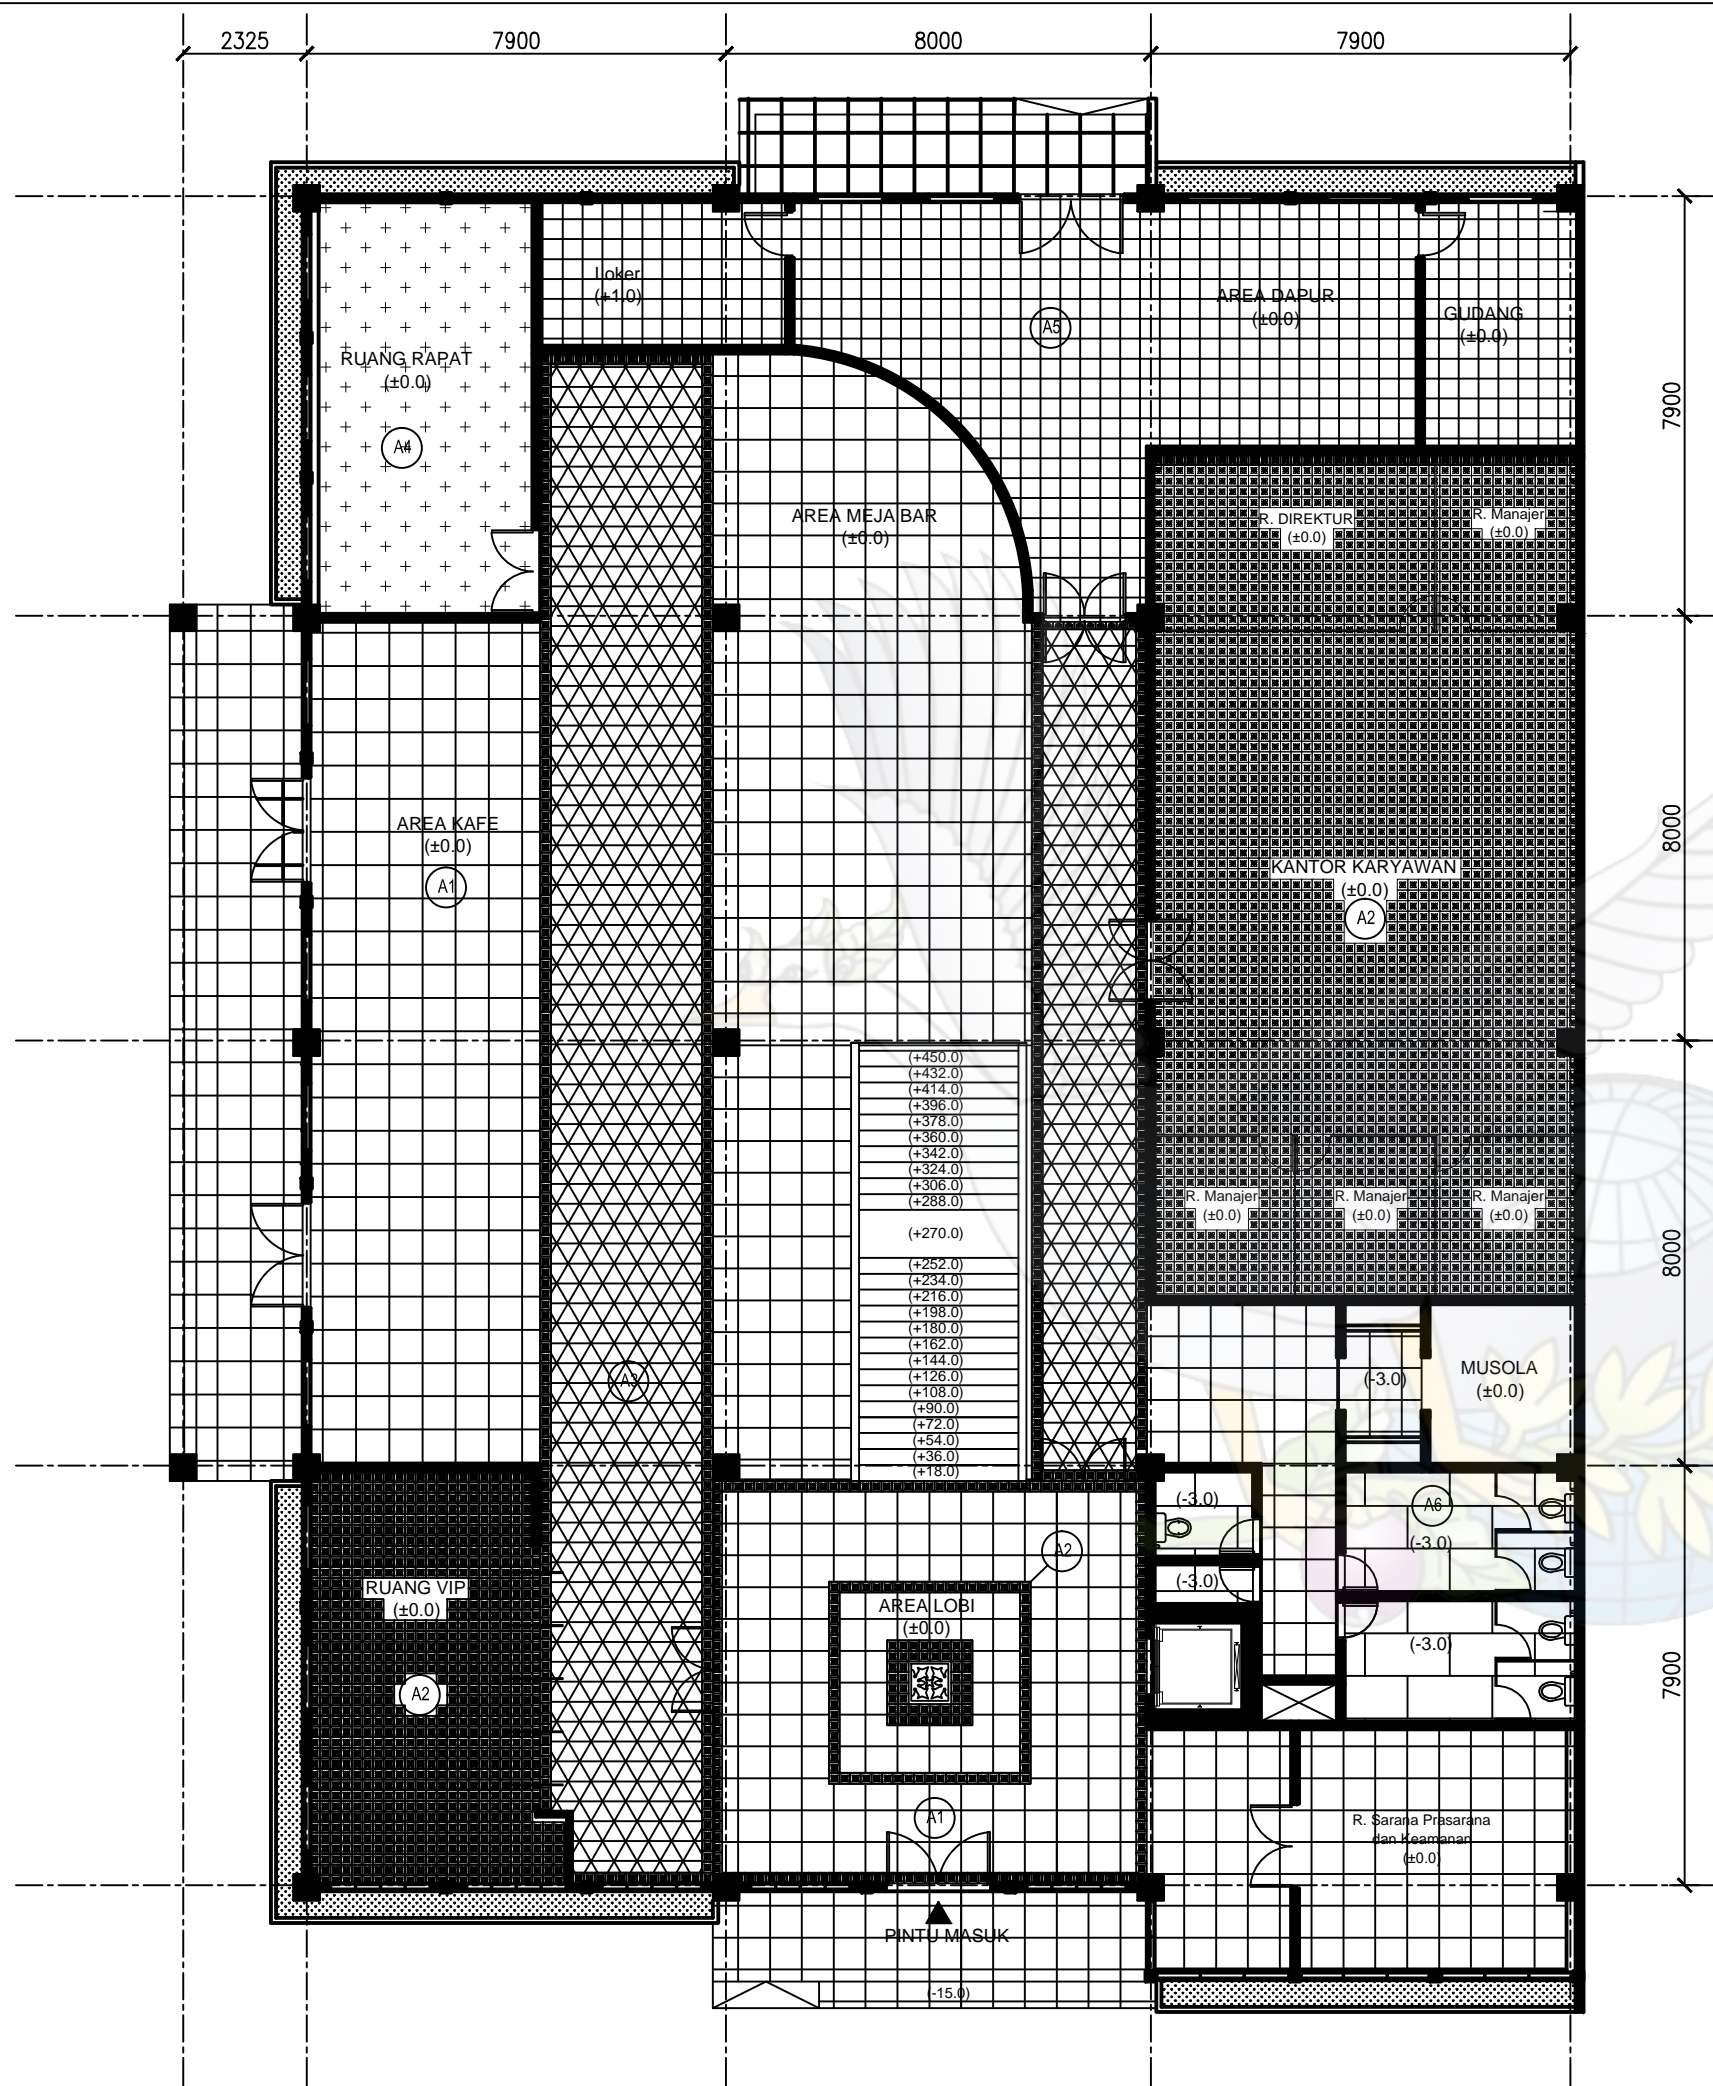 2325
7900
8000
7900
Loker
(+1.0)
AREA DAPUR
(±0.0)
GUDANG
(±0.0)
A5
RUANG RAPAT
(±0.0)
A4
7900
AREA MEJA BAR
(±0.0)
R. DIREKTUR
(±0.0)
R. Manajer
(±0.0)
AREA KAFE
(±0.0)
A1
8000
KANTOR KARYAWAN
(±0.0)
A2
(+450.0)
(+432.0)
(+414.0)
(+396.0)
(+378.0)
(+360.0)
(+342.0)
(+324.0)
(+306.0)
(+288.0)
(+270.0)
(+252.0)
(+234.0)
(+216.0)
(+198.0)
(+180.0)
(+162.0)
(+144.0)
(+126.0)
(+108.0)
(+90.0)
(+72.0)
(+54.0)
(+36.0)
(+18.0)
R. Manajer
(±0.0)
R. Manajer
(±0.0)
R. Manajer
(±0.0)
8000
A3
(-3.0)
MUSOLA
(±0.0)
(-3.0)
A6
(-3.0)
(-3.0)
A2
RUANG VIP
(±0.0)
A2
AREA LOBI
(±0.0)
(-3.0)
7900
A1
R. Sarana Prasarana
dan Keamanan
(±0.0)
PINTU MASUK
(-15.0)